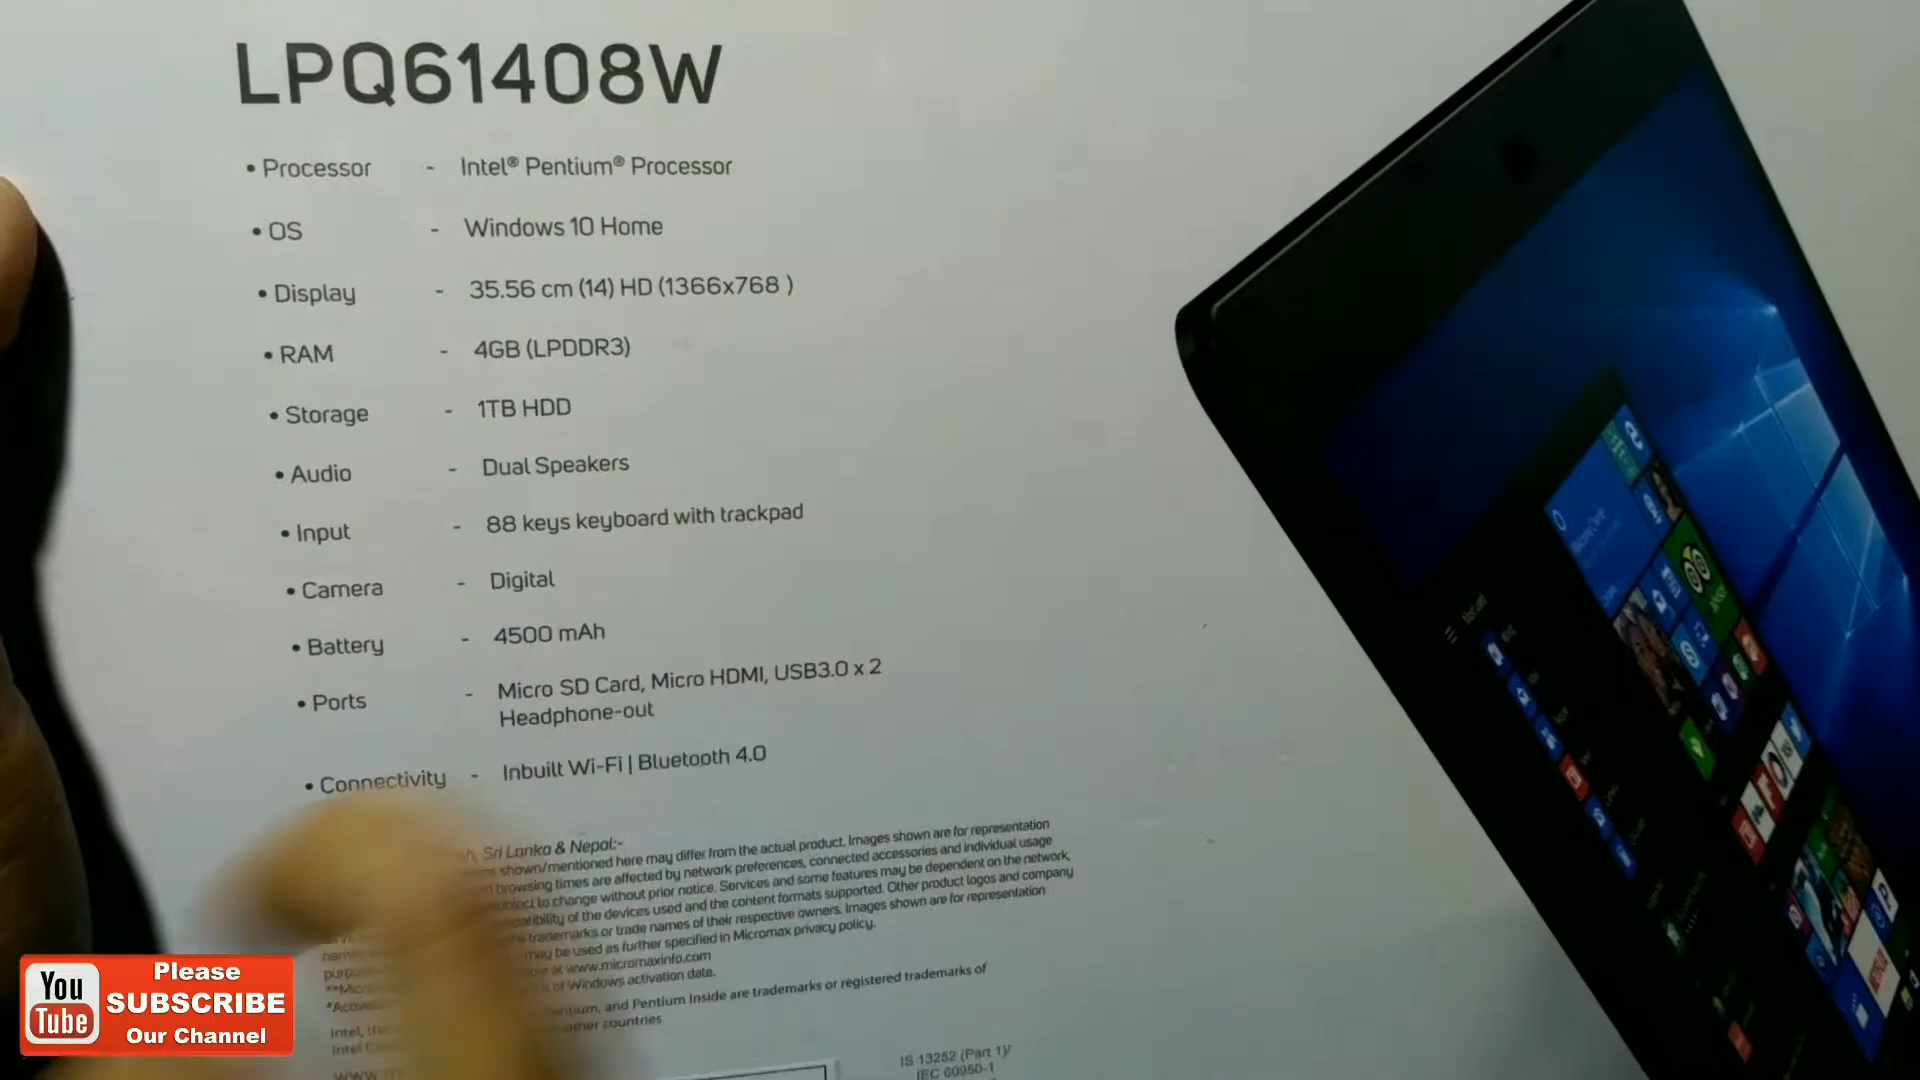 LPQ61408W
• Processor - Intel® Pentium® Processor
• OS - Windows 10 Home
• Display - 35.56 cm (14) HD (1366x768 )
• RAM - 4GB (LPDDR3)
• Storage - 1TB HDD
• Audio - Dual Speakers
• Input - 88 keys keyboard with trackpad
• Camera - Digital
• Battery - 4500 mAh
• Ports - Micro SD Card, Micro HDMI, USB3.0 x 2
Headphone-out
• Connectivity - Inbuilt Wi-Fi | Bluetooth 4.0
Sri Lanka & Nepal:-
shown/mentioned here may differ from the actual product. Images shown are for representation
browsing times are affected by network preferences, connected accessories and individual usage
to change without prior notice. Services and some features may be dependent on the network,
of the devices used and the content formats supported. Other product logos and company
trademarks or trade names of their respective owners. Images shown are for representation
may be used as further specified in Micromax privacy policy.
at www.micromaxinfo.com
of Windows activation date.
and Pentium Inside are trademarks or registered trademarks of
other countries
IS 13252 (Part 1)/
IEC 60950-1
You
Tube
Please
SUBSCRIBE
Our Channel